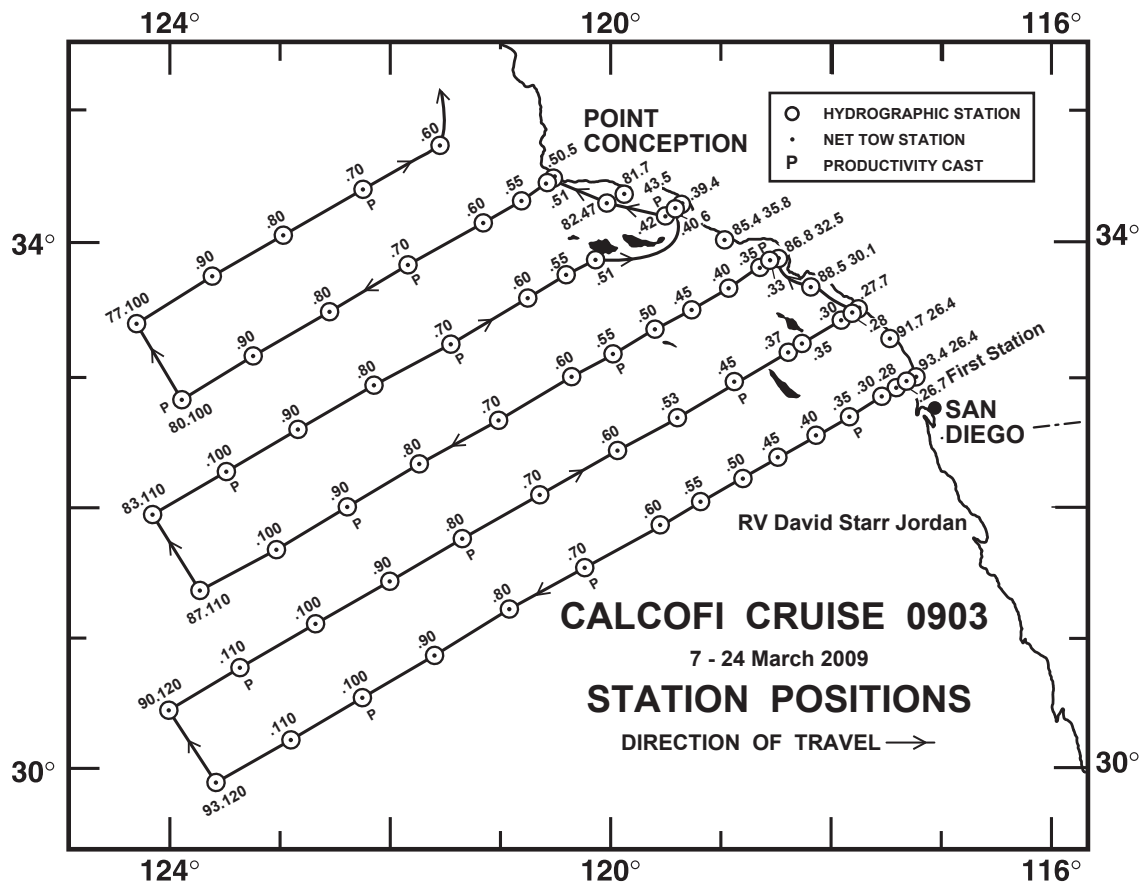 124°
120°
116°
POINT
CONCEPTION
HYDROGRAPHIC STATION
NET TOW STATION
P PRODUCTIVITY CAST
34°
34°
77.100
.90
.80
.70
P
.60
80.100
P
.90
.80
.70
P
.60
.55
.51
.50.5
82.47
81.7
43.5
P
.42
.39.4
.40.6
83.110
.100
P
.90
.80
.70
P
.60
.55
.51
85.4 35.8
87.110
.100
.90
P
.80
.70
.60
.55
P
.50
.45
.40
.35
P
.33
86.8 32.5
88.5 30.1
90.120
.110
P
.100
.90
.80
P
.70
.60
.53
.45
P
.37
.35
.30
.28
.27.7
91.7 26.4
93.120
.110
.100
P
.90
.80
.70
P
.60
.55
.50
.45
.40
.35
P
.30
.28
.26.7
93.4 26.4
First Station
SAN
DIEGO
RV David Starr Jordan
CALCOFI CRUISE 0903
7 - 24 March 2009
STATION POSITIONS
DIRECTION OF TRAVEL
30°
30°
124°
120°
116°